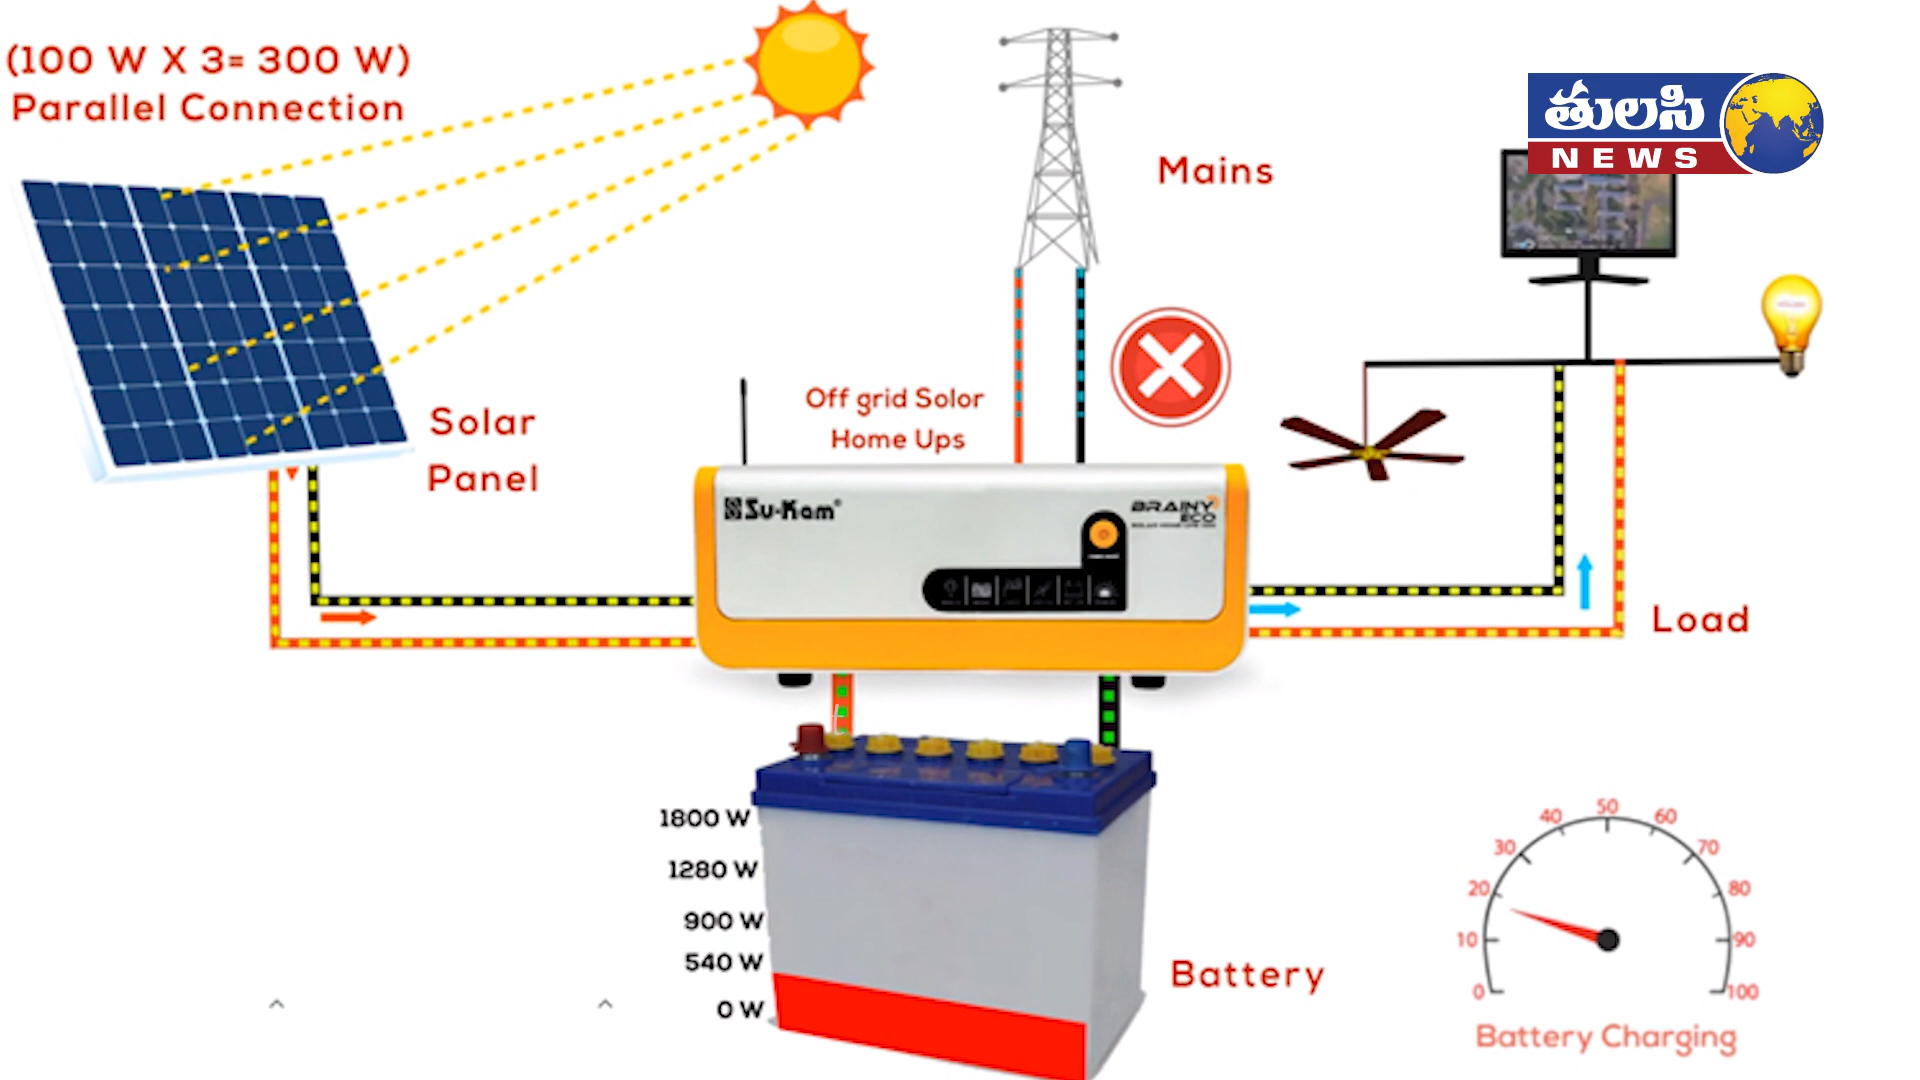 (100 W X 3= 300 W)
Parallel Connection
Solar
Panel
Mains
తులసి
NEWS
Off grid Solor
Home Ups
Su-Kam
BRAINY
ECO
Load
1800 W
1280 W
900 W
540 W
0 W
Battery
0
10
20
30
40
50
60
70
80
90
100
Battery Charging